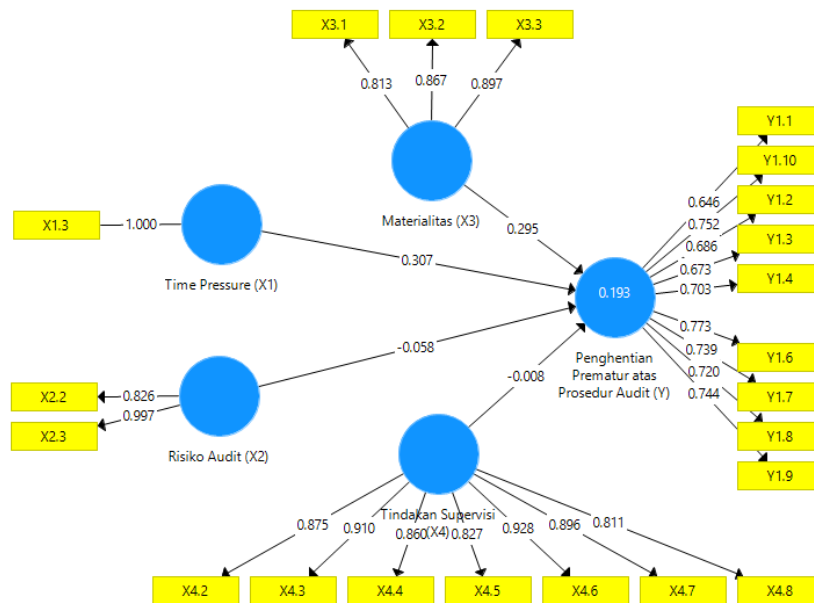 X3.1
X3.2
X3.3
0.813
0.867
0.897
Materialitas (X3)
0.295
X1.3
1.000
Time Pressure (X1)
0.307
X2.2
X2.3
0.826
0.997
Risiko Audit (X2)
-0.058
0.193
Penghentian
Prematur atas
Prosedur Audit (Y)
-0.008
Y1.1
Y1.10
Y1.2
Y1.3
Y1.4
Y1.6
Y1.7
Y1.8
Y1.9
0.646
0.752
0.686
0.673
0.703
0.773
0.739
0.720
0.744
Tindakan Supervisi
(X4)
0.875
0.910
0.860
0.827
0.928
0.896
0.811
X4.2
X4.3
X4.4
X4.5
X4.6
X4.7
X4.8